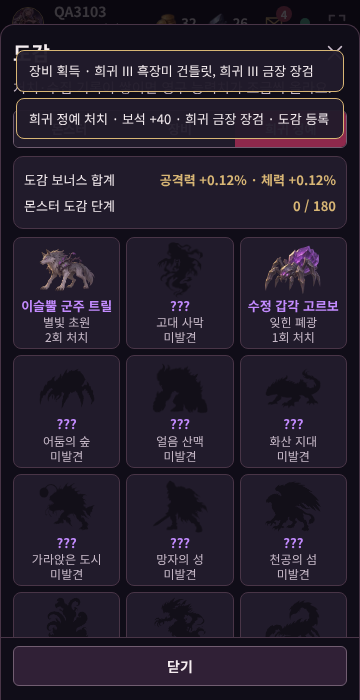 QA3103
32
26
4
도감
장비 획득 · 희귀 III 흑장미 건틀릿, 희귀 III 금장 장검
희귀 정예 처치 · 보석 +40 · 희귀 금장 장검 · 도감 등록
도감 보너스 합계
공격력 +0.12% · 체력 +0.12%
몬스터 도감 단계
0 / 180
이슬뿔 군주 트릴
별빛 초원
2회 처치
???
고대 사막
미발견
수정 갑각 고르보
잊힌 폐광
1회 처치
???
어둠의 숲
미발견
???
얼음 산맥
미발견
???
화산 지대
미발견
???
가라앉은 도시
미발견
???
망자의 성
미발견
???
천공의 섬
미발견
닫기